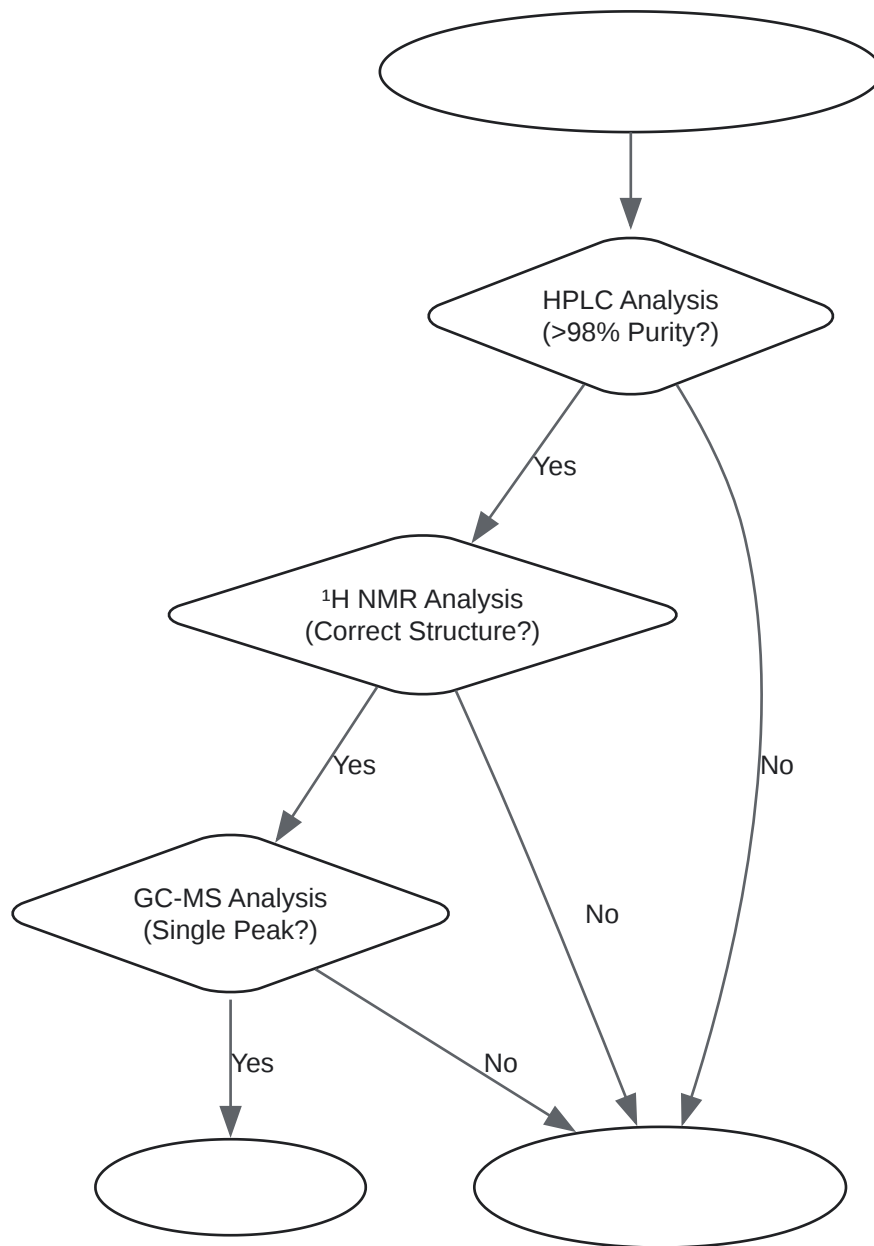 HPLC Analysis
(>98% Purity?)
Yes
¹H NMR Analysis
(Correct Structure?)
Yes
No
GC-MS Analysis
(Single Peak?)
No
Yes
No